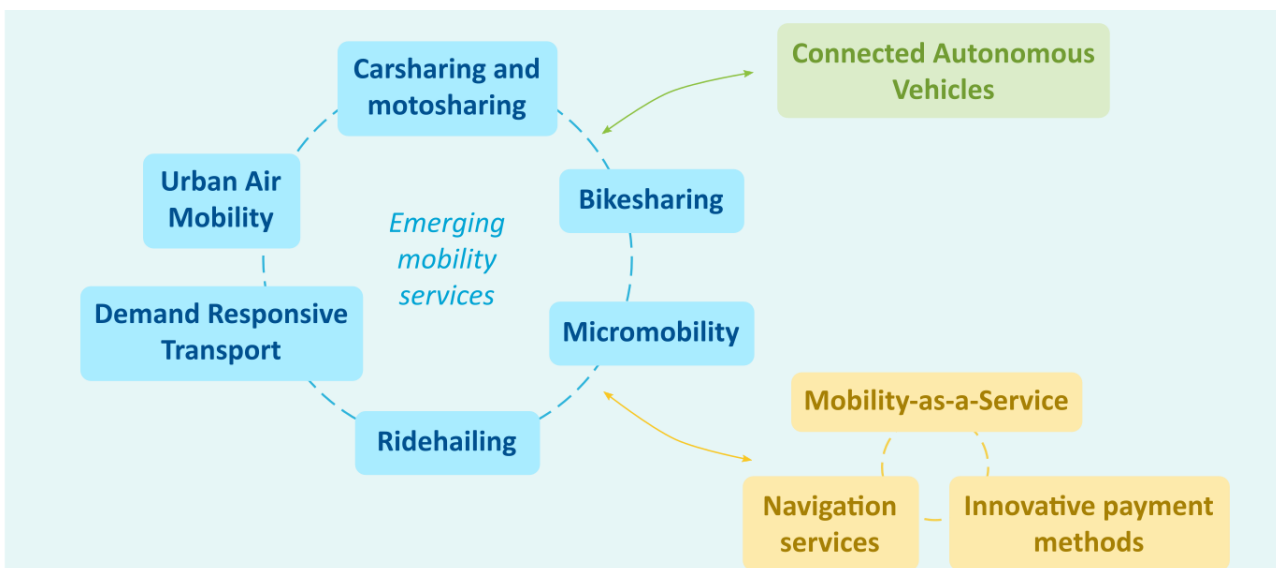 Carsharing and
motosharing
Connected Autonomous
Vehicles
Urban Air
Mobility
Bikesharing
Emerging
mobility
services
Demand Responsive
Transport
Micromobility
Ridehailing
Mobility-as-a-Service
Navigation
services
Innovative payment
methods